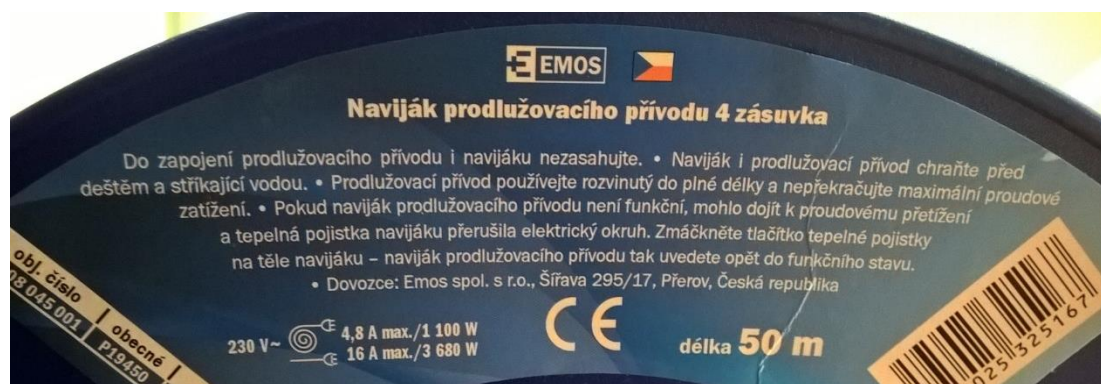 EMOS
Naviják prodlužovacího přívodu 4 zásuvka
Do zapojení prodlužovacího přívodu i navijáku nezasahujte. • Naviják i prodlužovací přívod chraňte před
deštěm a stříkající vodou. • Prodlužovací přívod používejte rozvinutý do plné délky a nepřekračujte maximální proudové
zatížení. • Pokud naviják prodlužovacího přívodu není funkční, mohlo dojít k proudovému přetížení
a tepelná pojistka navijáku přerušila elektrický okruh. Zmáčkněte tlačítko tepelné pojistky
na těle navijáku – naviják prodlužovacího přívodu tak uvedete opět do funkčního stavu.
• Dovozce: Emos spol. s r.o., Šířava 295/17, Přerov, Česká republika
obj. číslo
obecné
08 045 001
P19450
230 V~
4,8 A max./1 100 W
16 A max./3 680 W
CE
délka 50 m
025 325167